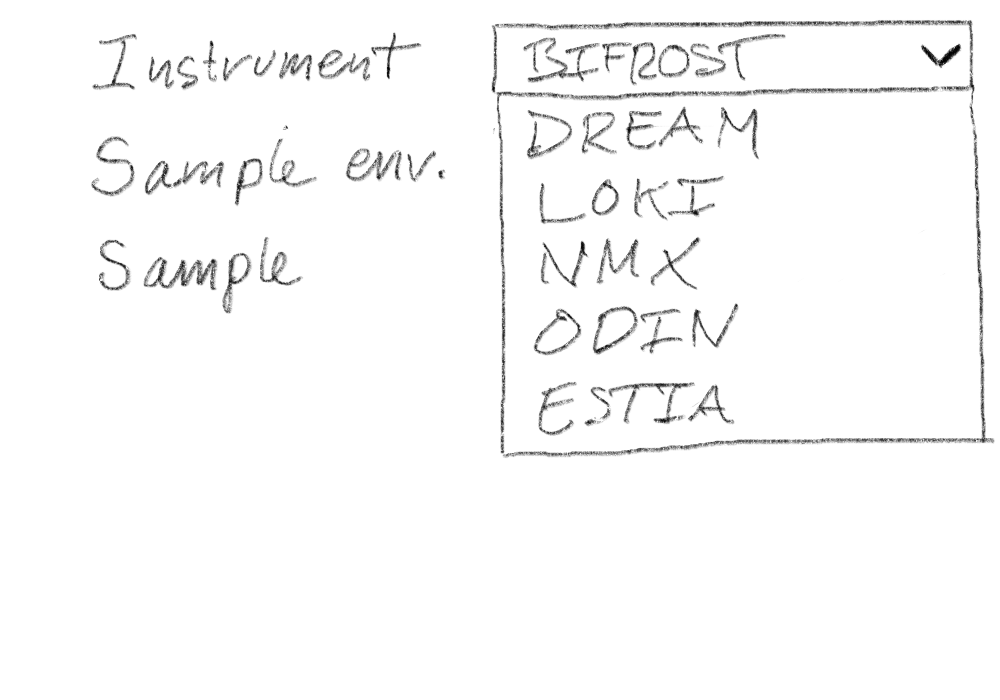 Instrument BIFROST
DREAM
Sample env.
LOKI
Sample
NMX
ODIN
ESTIA